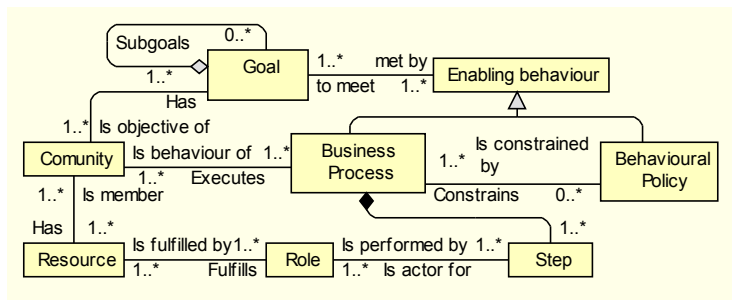 Subgoals
0..*
Goal
1..*
met by
to meet
1..*
Enabling behaviour
1..*
Has
1..*
Is objective of
Comunity
Is behaviour of
1..*
1..*
Executes
Business
Process
Is constrained
by
1..*
Constrains
0..*
Behavioural
Policy
1..*
Is member
Has
1..*
1..*
Resource
Is fulfilled by
1..*
1..*
Fulfills
Role
Is performed by
1..*
1..*
Is actor for
Step